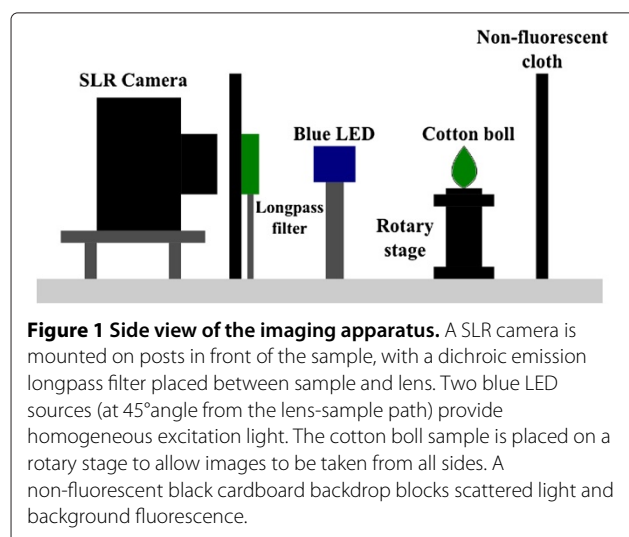 Non-fluorescent
cloth
SLR Camera
Blue LED
Cotton boll
Longpass
filter
Rotary
stage
Figure 1 Side view of the imaging apparatus. A SLR camera is
mounted on posts in front of the sample, with a dichroic emission
longpass filter placed between sample and lens. Two blue LED
sources (at 45°angle from the lens-sample path) provide
homogeneous excitation light. The cotton boll sample is placed on a
rotary stage to allow images to be taken from all sides. A
non-fluorescent black cardboard backdrop blocks scattered light and
background fluorescence.